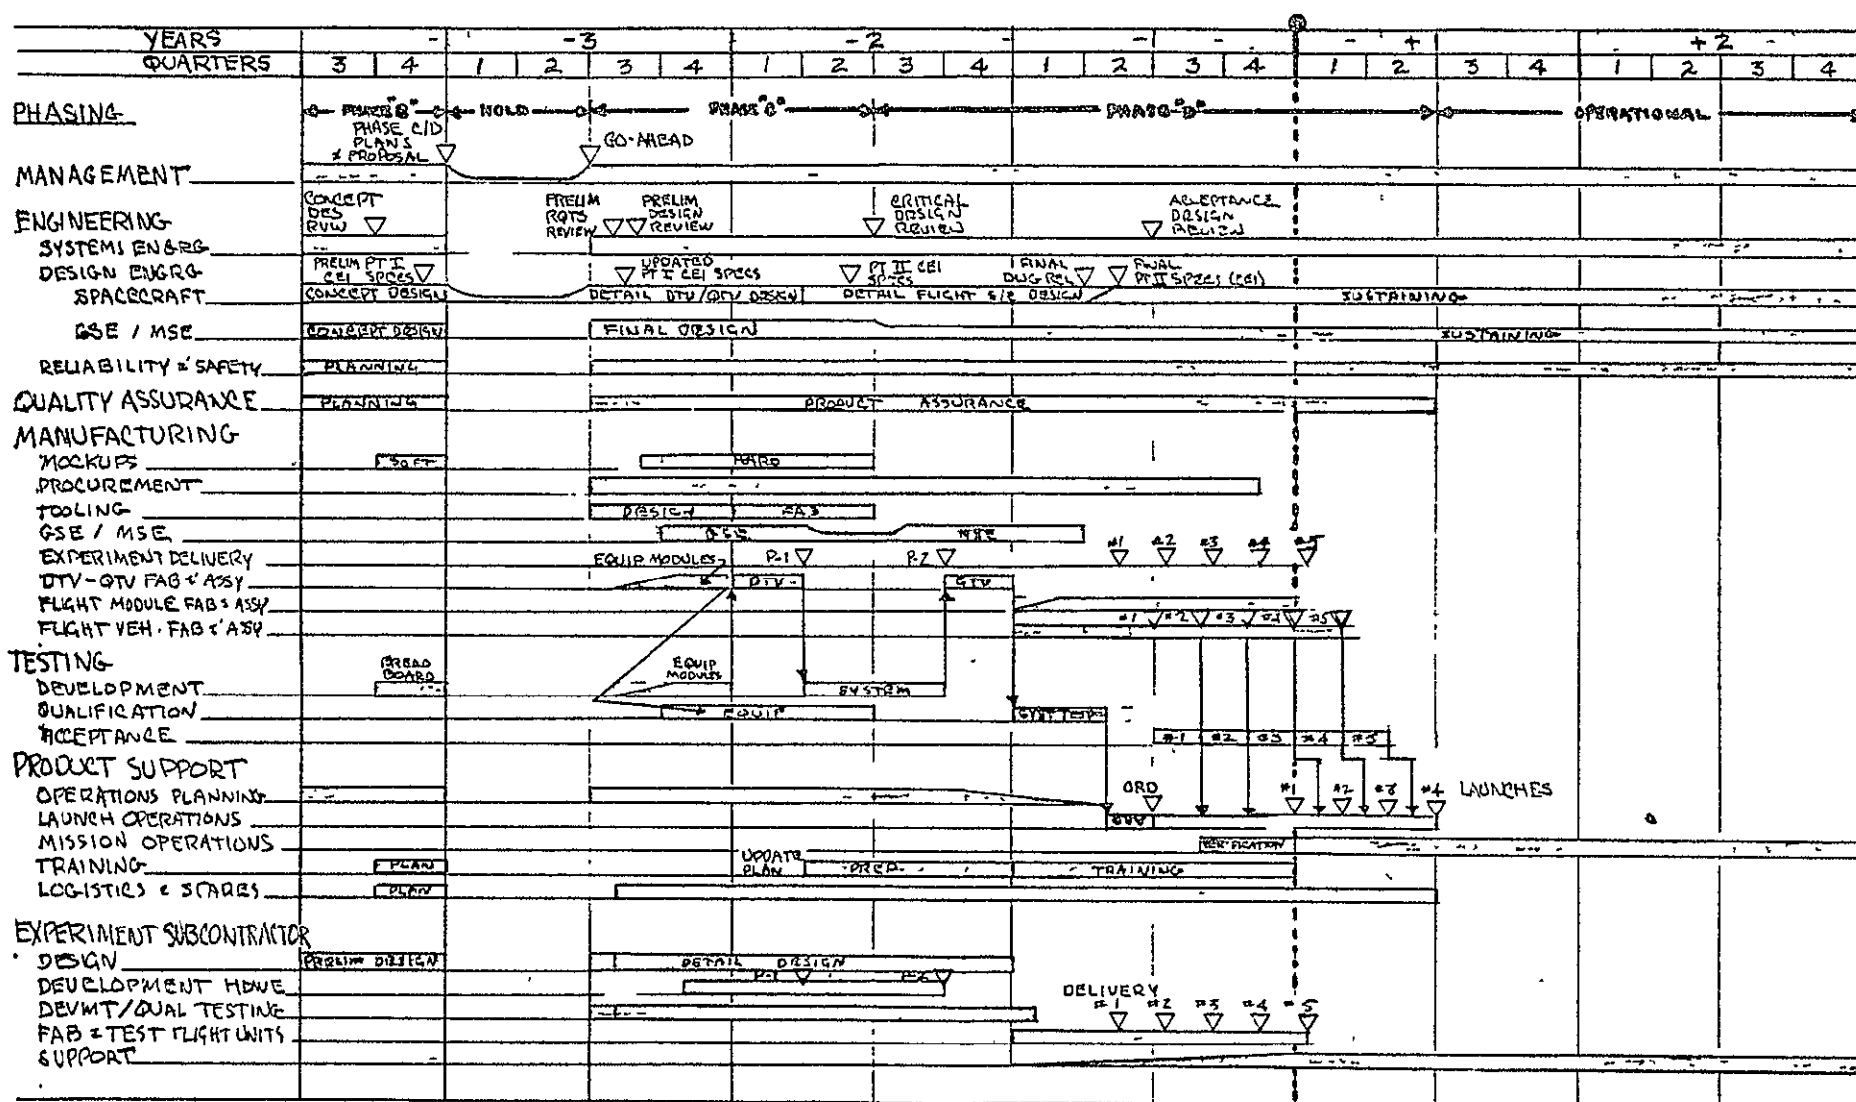 YEARS - -3 -2 - - - + +2
QUARTERS 3 4 1 2 3 4 1 2 3 4 1 2 3 4 1 2 3 4 1 2 3 4
PHASING PHASE "B" HOLD PHASE "C" PHASE "D" OPERATIONAL
PHASE C/D
PLANS
& PROPOSAL
GO-AHEAD
MANAGEMENT
CONCEPT
DES
RVW
PRELIM
RQTS
REVIEW
PRELIM
DESIGN
REVIEW
CRITICAL
DESIGN
REVIEW
ACCEPTANCE
DESIGN
REVIEW
ENGINEERING
SYSTEMS ENGRG
DESIGN ENGRG
PRELIM PT I
CEI SPECS
UPDATED
PT I CEI SPECS
PT II CEI
SPECS
FINAL
DWG REL
FINAL
PT II SPECS (CEI)
SPACECRAFT CONCEPT DESIGN DETAIL DTV/QTV DESIGN DETAIL FLIGHT S/C DESIGN SUSTAINING
GSE / MSE CONCEPT DESIGN FINAL DESIGN SUSTAINING
RELIABILITY & SAFETY PLANNING
QUALITY ASSURANCE PLANNING PRODUCT ASSURANCE
MANUFACTURING
MOCKUPS SOFT HARD
PROCUREMENT
TOOLING DESIGN FAB
GSE / MSE GSE MSE
EXPERIMENT DELIVERY EQUIP MODULES P-1 P-2 #1 #2 #3 #4 #5
DTV-QTV FAB & ASSY DTV QTV
FLIGHT MODULE FAB & ASSY
FLIGHT VEH. FAB & ASSY #1 #2 #3 #4 #5
TESTING
BREAD
BOARD
EQUIP
MODULES
DEVELOPMENT SYSTEM
QUALIFICATION EQUIP SYST TEST
ACCEPTANCE #1 #2 #3 #4 #5
PRODUCT SUPPORT
OPERATIONS PLANNING ORD #1 #2 #3 #4 LAUNCHES
LAUNCH OPERATIONS
MISSION OPERATIONS VERIFICATION
TRAINING PLAN UPDATE
PLAN PREP. TRAINING
LOGISTICS & SPARES PLAN
EXPERIMENT SUBCONTRACTOR
DESIGN PRELIM DESIGN DETAIL DESIGN
DEVELOPMENT HDWE P-1 P-2
DEVMT/QUAL TESTING
DELIVERY
#1 #2 #3 #4 #5
FAB & TEST FLIGHT UNITS
SUPPORT